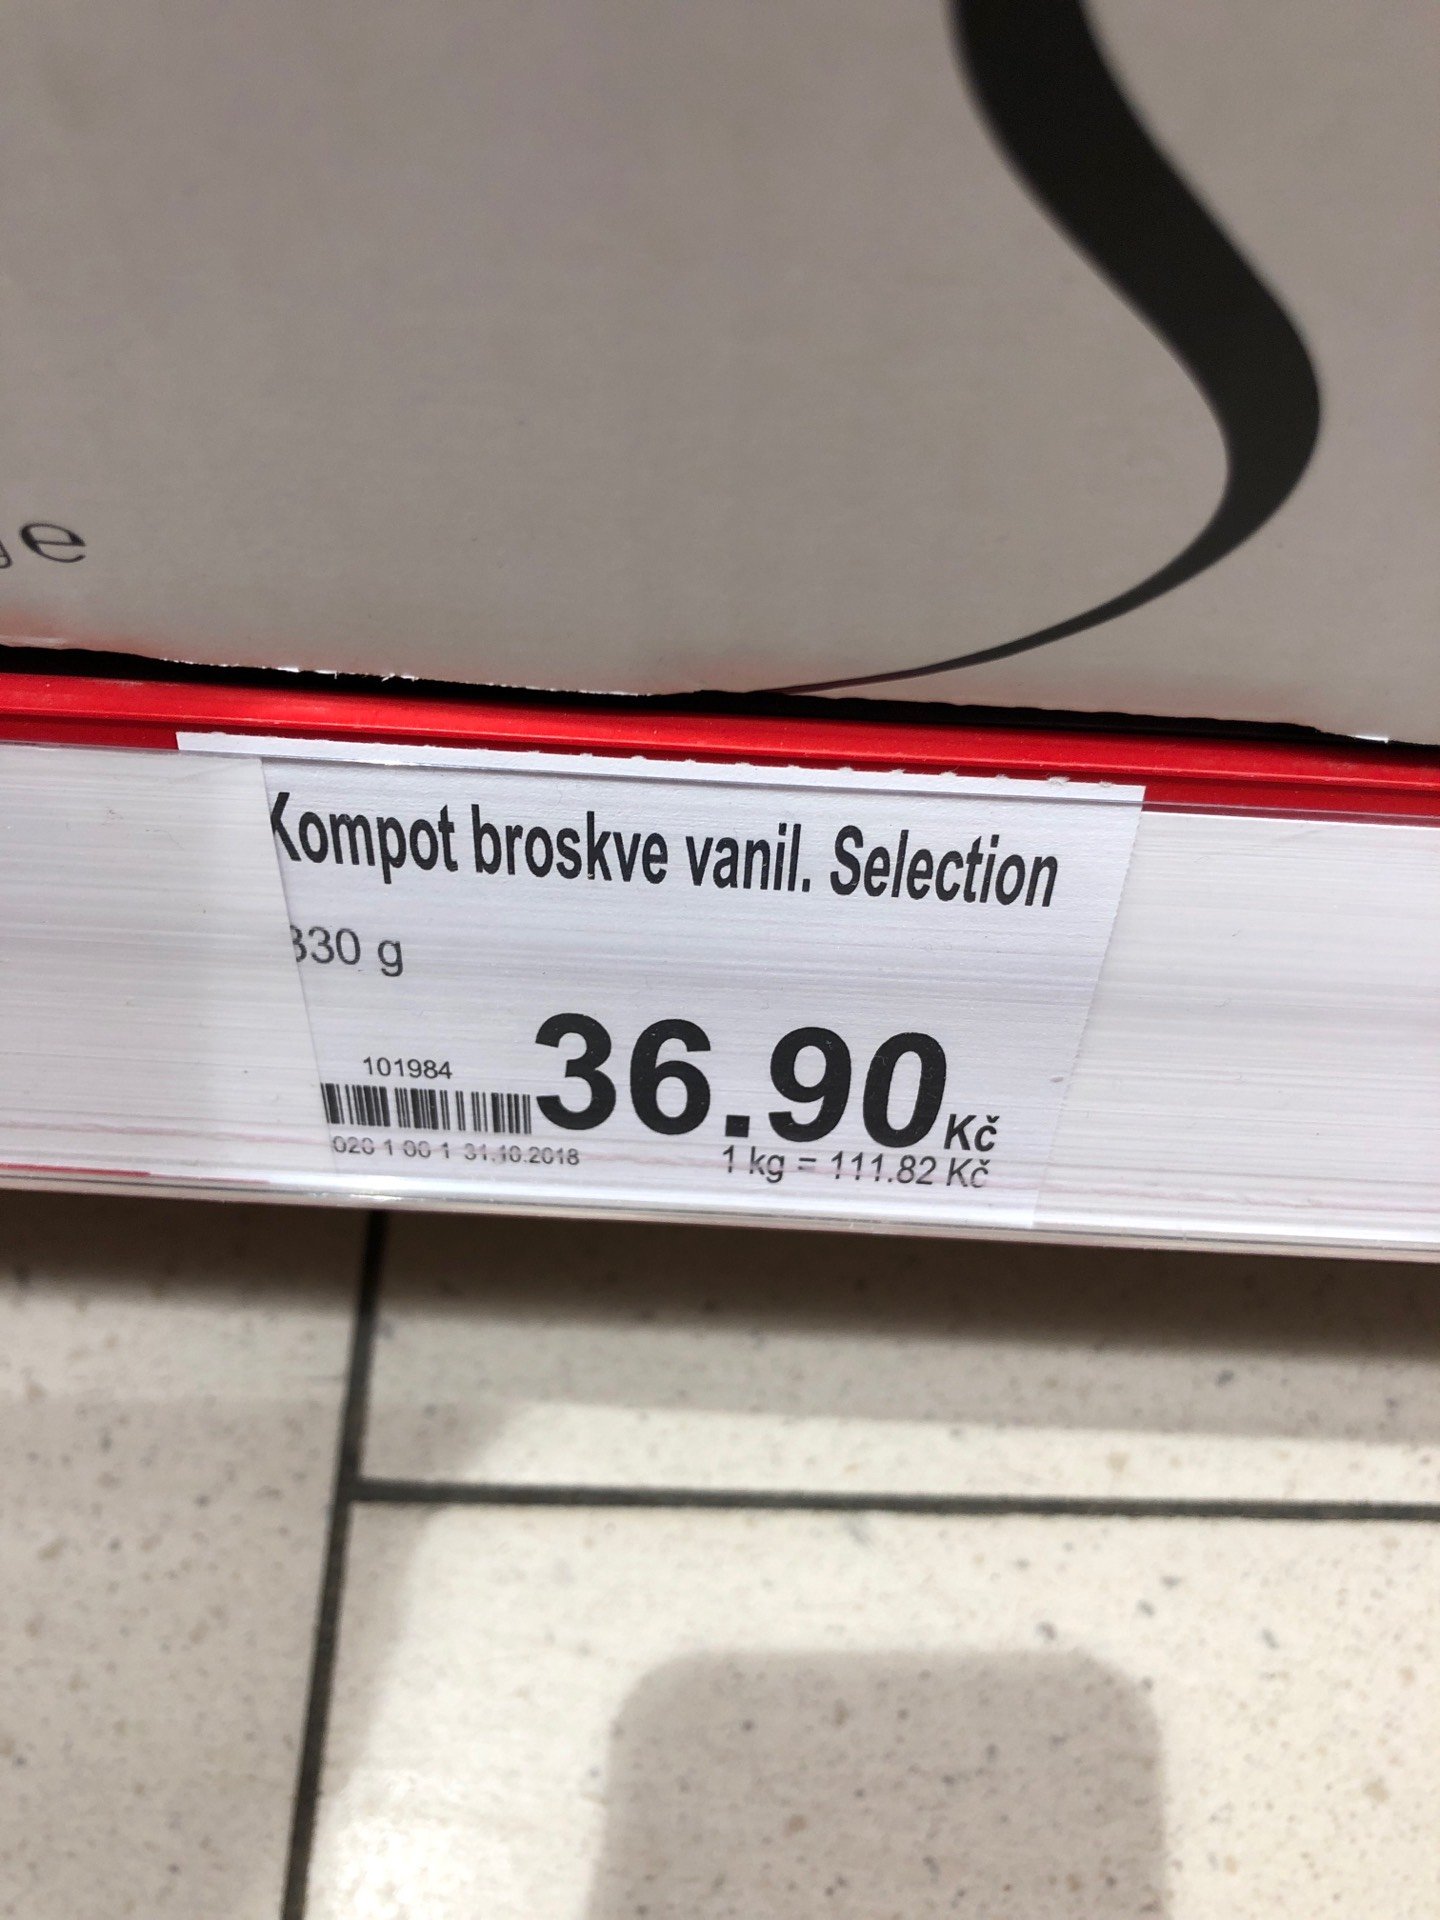 Kompot broskve vanil. Selection
330 g
101984
36.90 Kč
020 1 00 1 31.10.2018
1 kg = 111.82 Kč